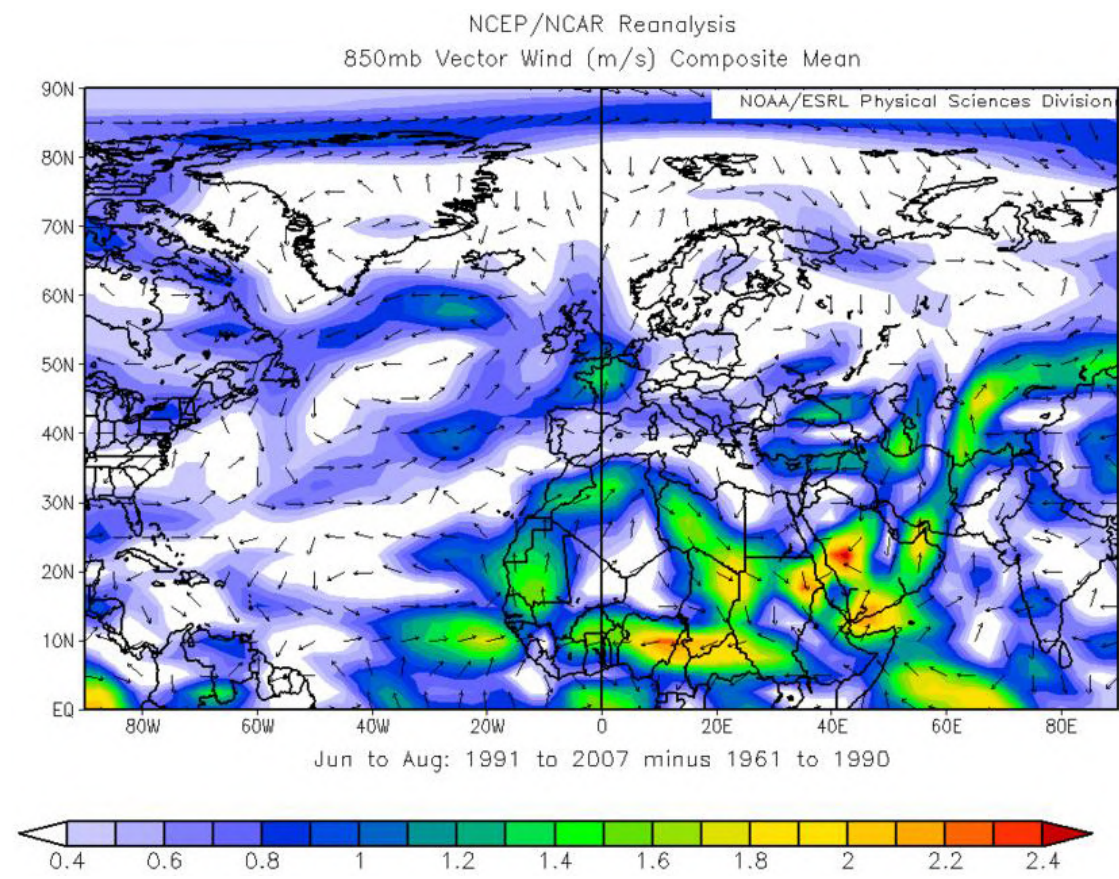 NCEP/NCAR Reanalysis
850mb Vector Wind (m/s) Composite Mean
NOAA/ESRL Physical Sciences Division
90N
80N
70N
60N
50N
40N
30N
20N
10N
EQ
80W 60W 40W 20W 0 20E 40E 60E 80E
Jun to Aug: 1991 to 2007 minus 1961 to 1990
0.4 0.6 0.8 1 1.2 1.4 1.6 1.8 2 2.2 2.4